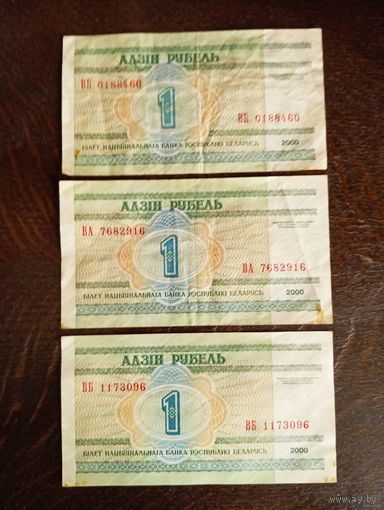 АДЗІН РУБЕЛЬ
ВБ 0188460
1
ВБ 0188460
БІЛЕТ НАЦЫЯНАЛЬНАГА БАНКА РЭСПУБЛІКІ БЕЛАРУСЬ 2000
АДЗІН РУБЕЛЬ
ВА 7682916
1
ВА 7682916
БІЛЕТ НАЦЫЯНАЛЬНАГА БАНКА РЭСПУБЛІКІ БЕЛАРУСЬ 2000
АДЗІН РУБЕЛЬ
ВБ 1173096
1
ВБ 1173096
БІЛЕТ НАЦЫЯНАЛЬНАГА БАНКА РЭСПУБЛІКІ БЕЛАРУСЬ 2000
www.ay.by